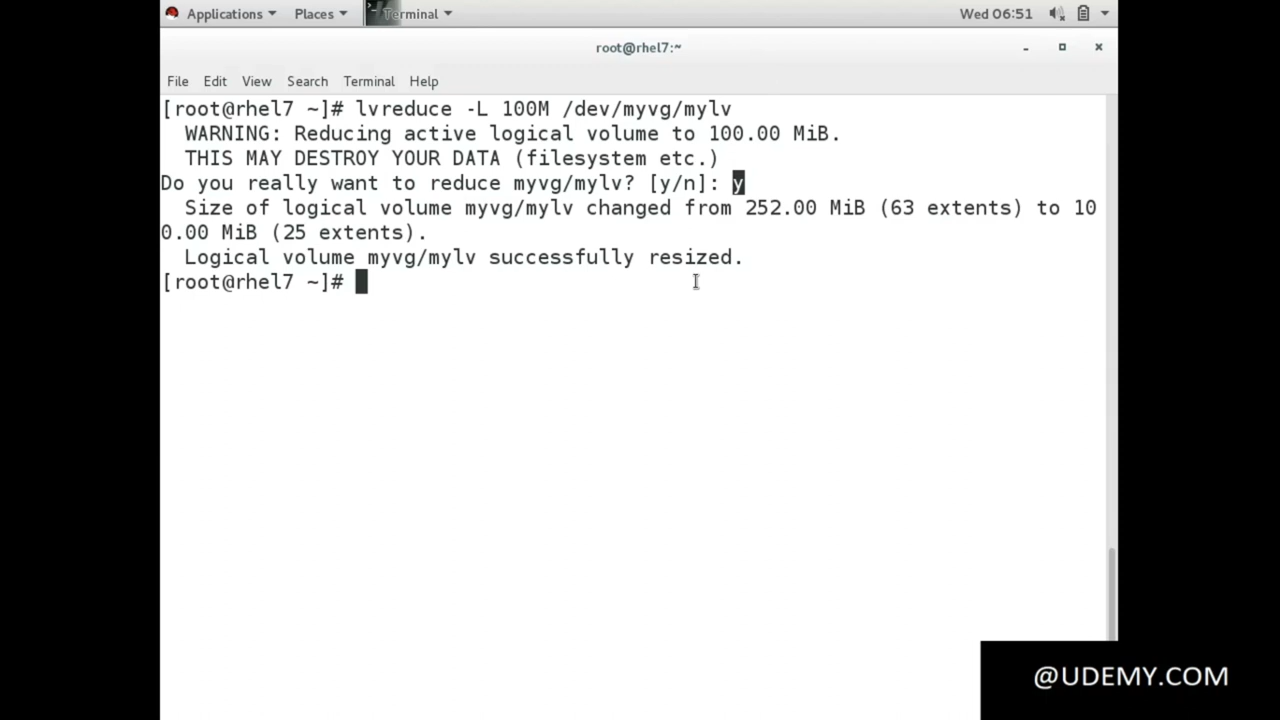 Applications Places Terminal Wed 06:51
root@rhel7:~
File Edit View Search Terminal Help
[root@rhel7 ~]# lvreduce -L 100M /dev/myvg/mylv
  WARNING: Reducing active logical volume to 100.00 MiB.
  THIS MAY DESTROY YOUR DATA (filesystem etc.)
Do you really want to reduce myvg/mylv? [y/n]: y
  Size of logical volume myvg/mylv changed from 252.00 MiB (63 extents) to 10
0.00 MiB (25 extents).
  Logical volume myvg/mylv successfully resized.
[root@rhel7 ~]#
@UDEMY.COM